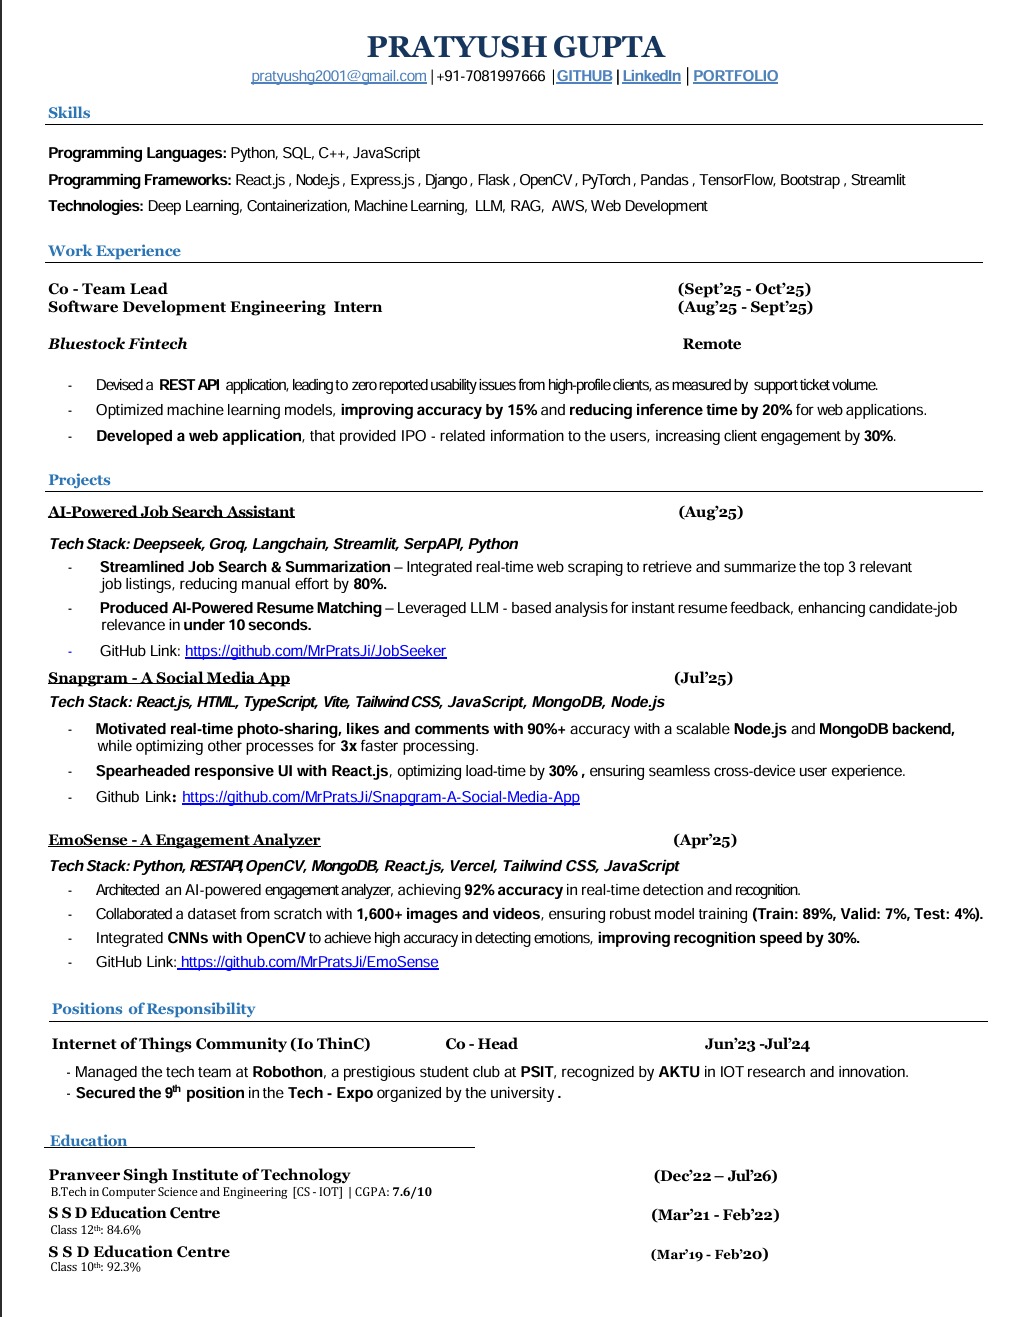 PRATYUSH GUPTA
pratyushg2001@gmail.com | +91-7081997666 | GITHUB | LinkedIn | PORTFOLIO
Skills
Programming Languages: Python, SQL, C++, JavaScript
Programming Frameworks: React.js , Node.js , Express.js , Django , Flask , OpenCV , PyTorch , Pandas , TensorFlow, Bootstrap , Streamlit
Technologies: Deep Learning, Containerization, Machine Learning, LLM, RAG, AWS, Web Development
Work Experience
Co - Team Lead (Sept’25 - Oct’25)
Software Development Engineering Intern (Aug’25 - Sept’25)
Bluestock Fintech Remote
- Devised a REST API application, leading to zero reported usability issues from high-profile clients, as measured by support ticket volume.
- Optimized machine learning models, improving accuracy by 15% and reducing inference time by 20% for web applications.
- Developed a web application, that provided IPO - related information to the users, increasing client engagement by 30%.
Projects
AI-Powered Job Search Assistant (Aug’25)
Tech Stack: Deepseek, Groq, Langchain, Streamlit, SerpAPI, Python
- Streamlined Job Search & Summarization – Integrated real-time web scraping to retrieve and summarize the top 3 relevant
job listings, reducing manual effort by 80%.
- Produced AI-Powered Resume Matching – Leveraged LLM - based analysis for instant resume feedback, enhancing candidate-job
relevance in under 10 seconds.
- GitHub Link: https://github.com/MrPratsJi/JobSeeker
Snapgram - A Social Media App (Jul’25)
Tech Stack: React.js, HTML, TypeScript, Vite, Tailwind CSS, JavaScript, MongoDB, Node.js
- Motivated real-time photo-sharing, likes and comments with 90%+ accuracy with a scalable Node.js and MongoDB backend,
while optimizing other processes for 3x faster processing.
- Spearheaded responsive UI with React.js, optimizing load-time by 30% , ensuring seamless cross-device user experience.
- Github Link: https://github.com/MrPratsJi/Snapgram-A-Social-Media-App
EmoSense - A Engagement Analyzer (Apr’25)
Tech Stack: Python, RESTAPI, OpenCV, MongoDB, React.js, Vercel, Tailwind CSS, JavaScript
- Architected an AI-powered engagement analyzer, achieving 92% accuracy in real-time detection and recognition.
- Collaborated a dataset from scratch with 1,600+ images and videos, ensuring robust model training (Train: 89%, Valid: 7%, Test: 4%).
- Integrated CNNs with OpenCV to achieve high accuracy in detecting emotions, improving recognition speed by 30%.
- GitHub Link: https://github.com/MrPratsJi/EmoSense
Positions of Responsibility
Internet of Things Community (Io ThinC) Co - Head Jun’23 -Jul’24
- Managed the tech team at Robothon, a prestigious student club at PSIT, recognized by AKTU in IOT research and innovation.
- Secured the 9th position in the Tech - Expo organized by the university .
Education
Pranveer Singh Institute of Technology (Dec’22 – Jul’26)
B.Tech in Computer Science and Engineering [CS - IOT] | CGPA: 7.6/10
S S D Education Centre (Mar’21 - Feb’22)
Class 12th: 84.6%
S S D Education Centre (Mar’19 - Feb’20)
Class 10th: 92.3%